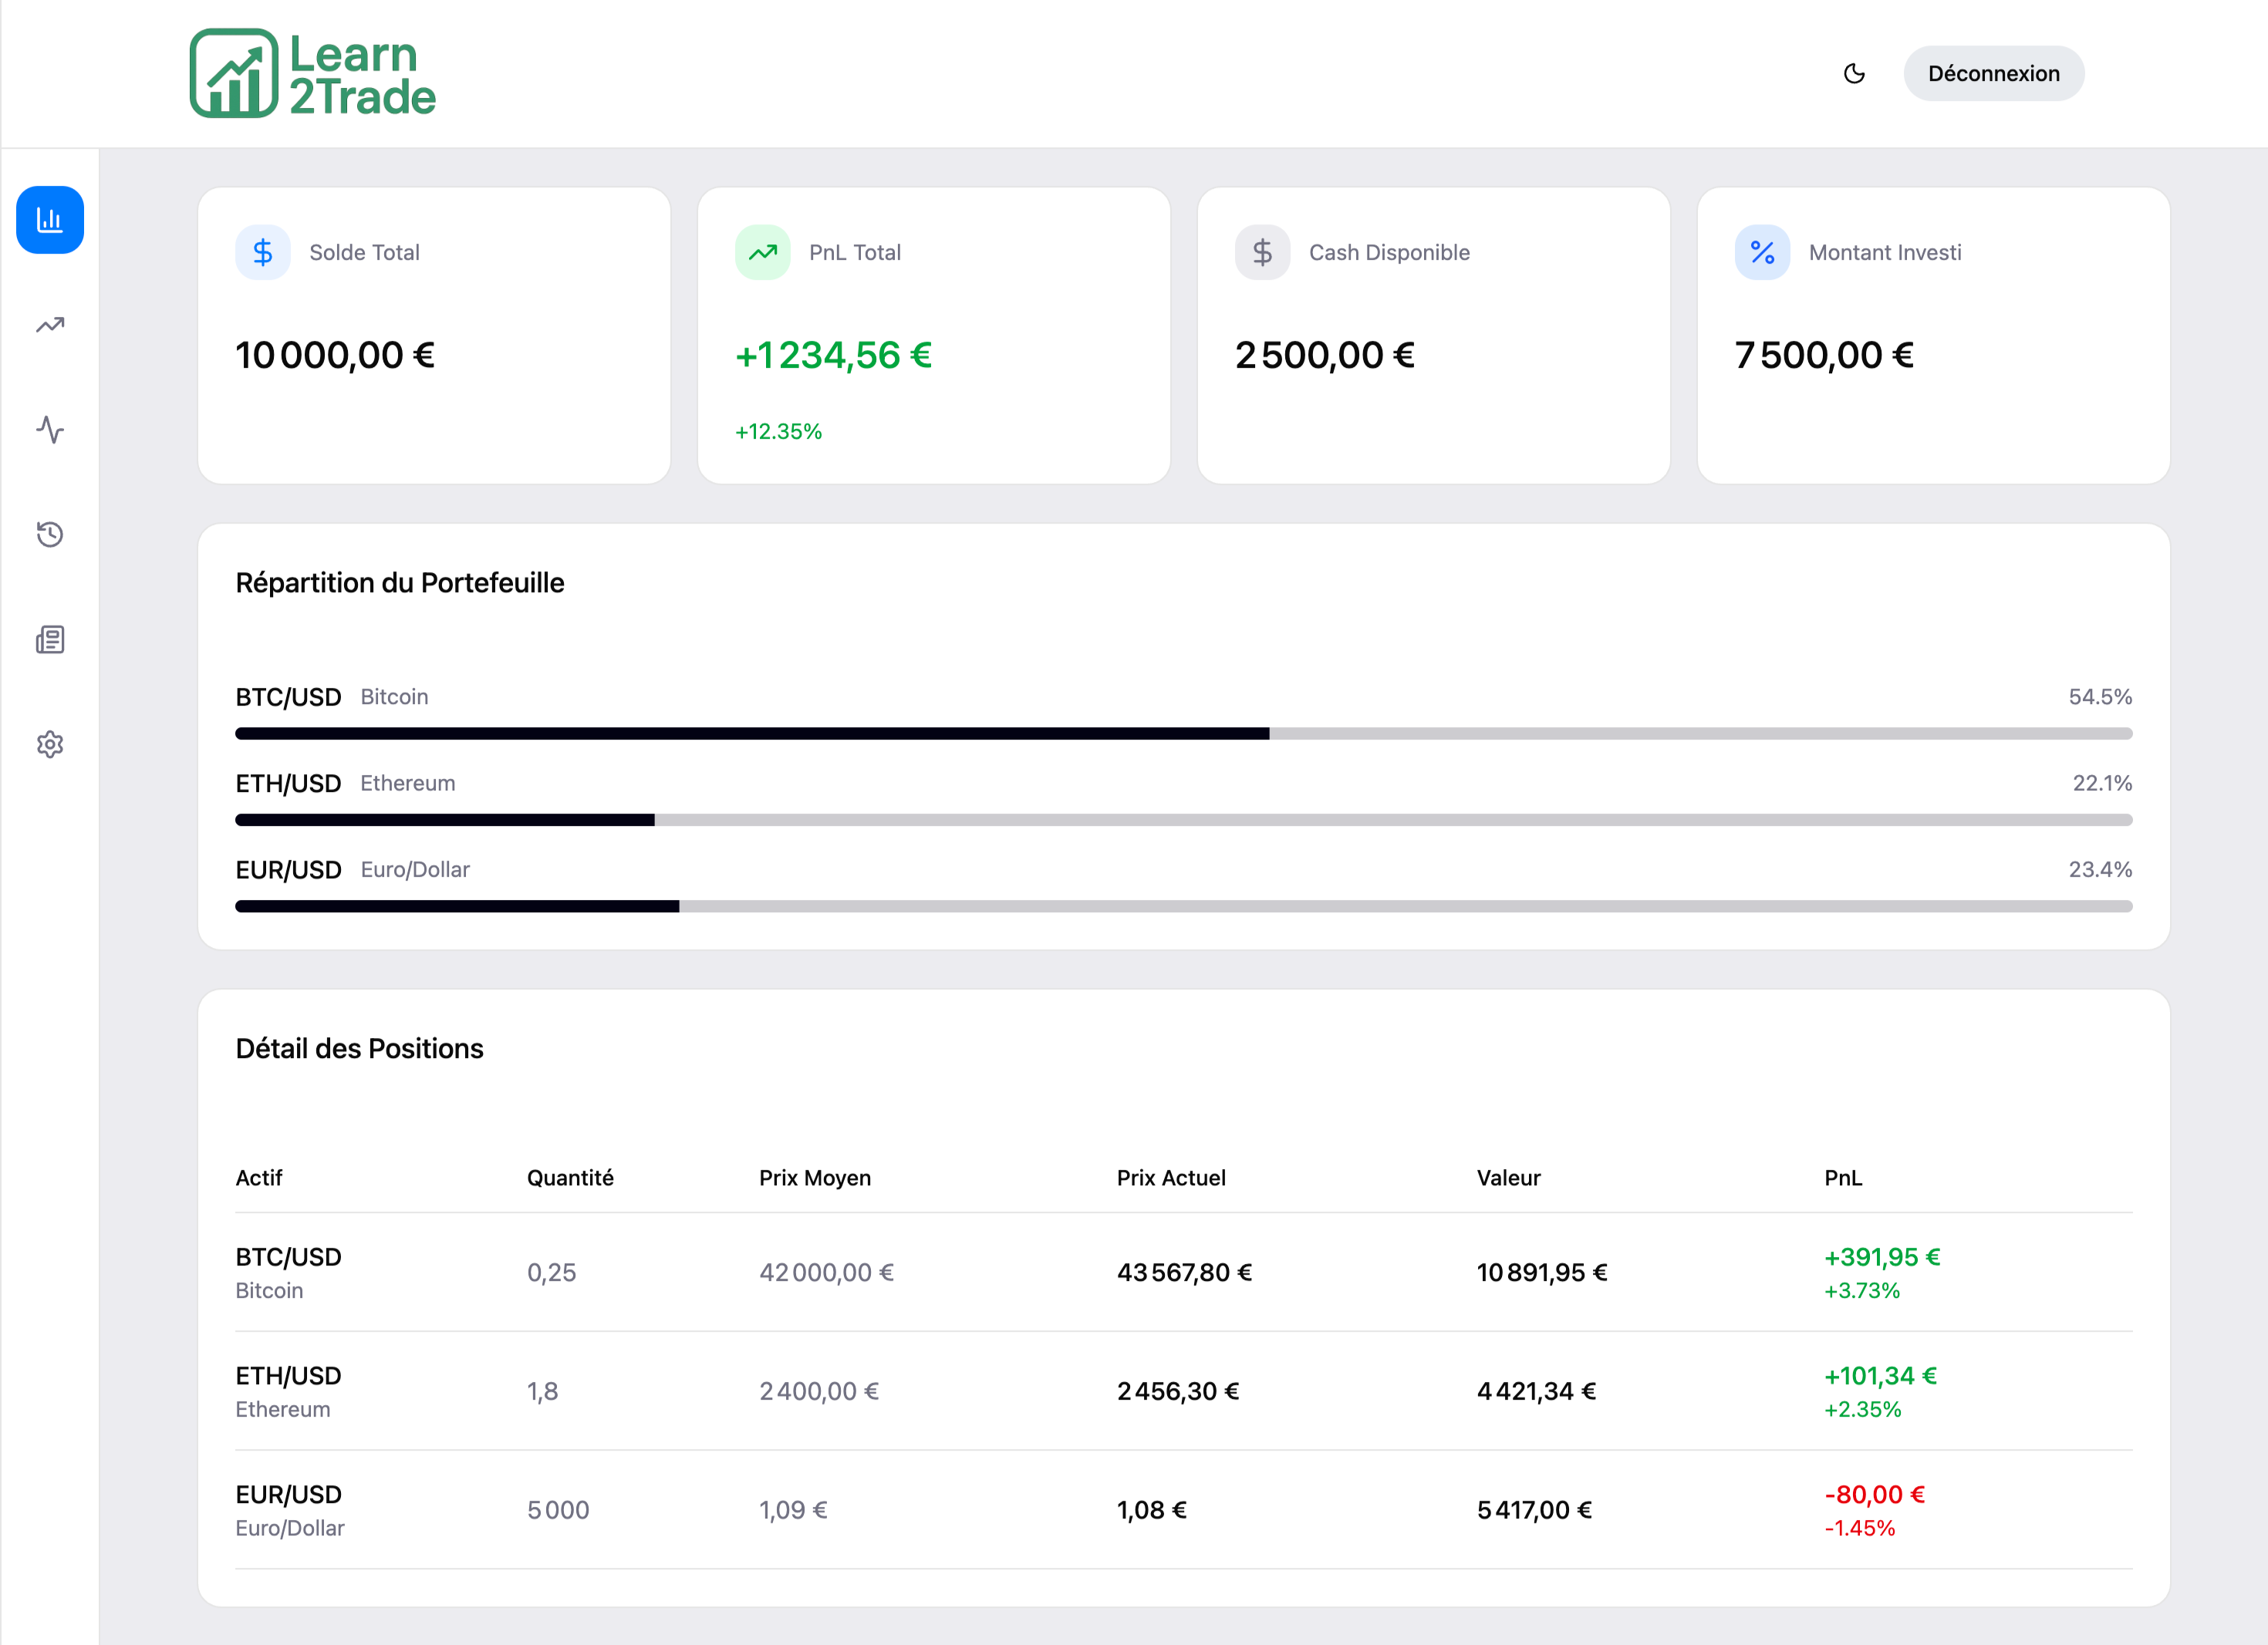 Learn
2Trade
Déconnexion
Solde Total
PnL Total
Cash Disponible
Montant Investi
10 000,00 €
+1 234,56 €
2 500,00 €
7 500,00 €
+12.35%
Répartition du Portefeuille
BTC/USD Bitcoin 54.5%
ETH/USD Ethereum 22.1%
EUR/USD Euro/Dollar 23.4%
Détail des Positions
Actif Quantité Prix Moyen Prix Actuel Valeur PnL
BTC/USD
Bitcoin
0,25 42 000,00 € 43 567,80 € 10 891,95 €
+391,95 €
+3.73%
ETH/USD
Ethereum
1,8 2 400,00 € 2 456,30 € 4 421,34 €
+101,34 €
+2.35%
EUR/USD
Euro/Dollar
5 000 1,09 € 1,08 € 5 417,00 €
-80,00 €
-1.45%